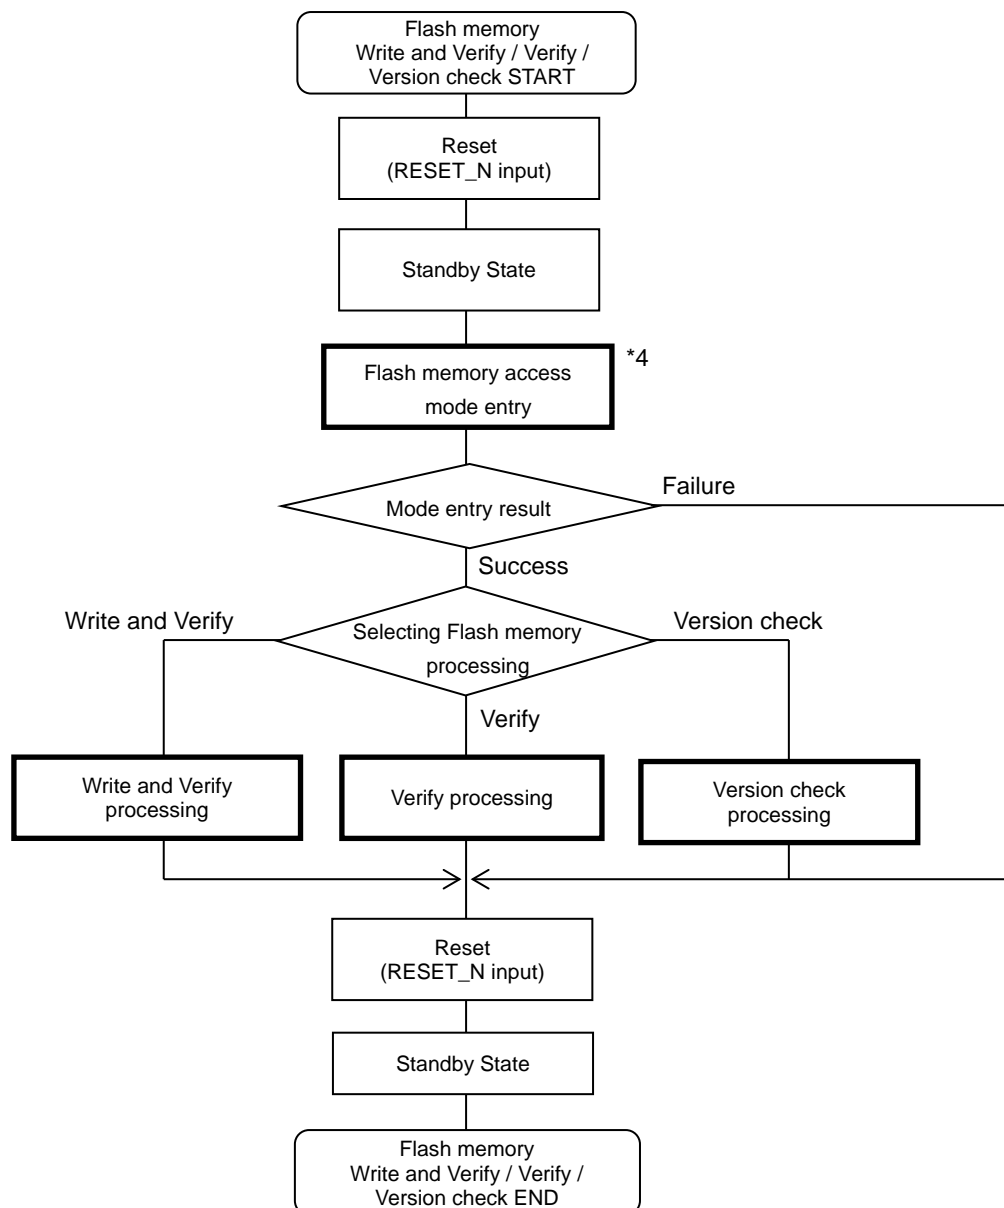 Flash memory
Write and Verify / Verify /
Version check START
Reset
(RESET_N input)
Standby State
Flash memory access
mode entry
*4
Mode entry result
Failure
Success
Selecting Flash memory
processing
Write and Verify
Version check
Verify
Write and Verify
processing
Verify processing
Version check
processing
Reset
(RESET_N input)
Standby State
Flash memory
Write and Verify / Verify /
Version check END